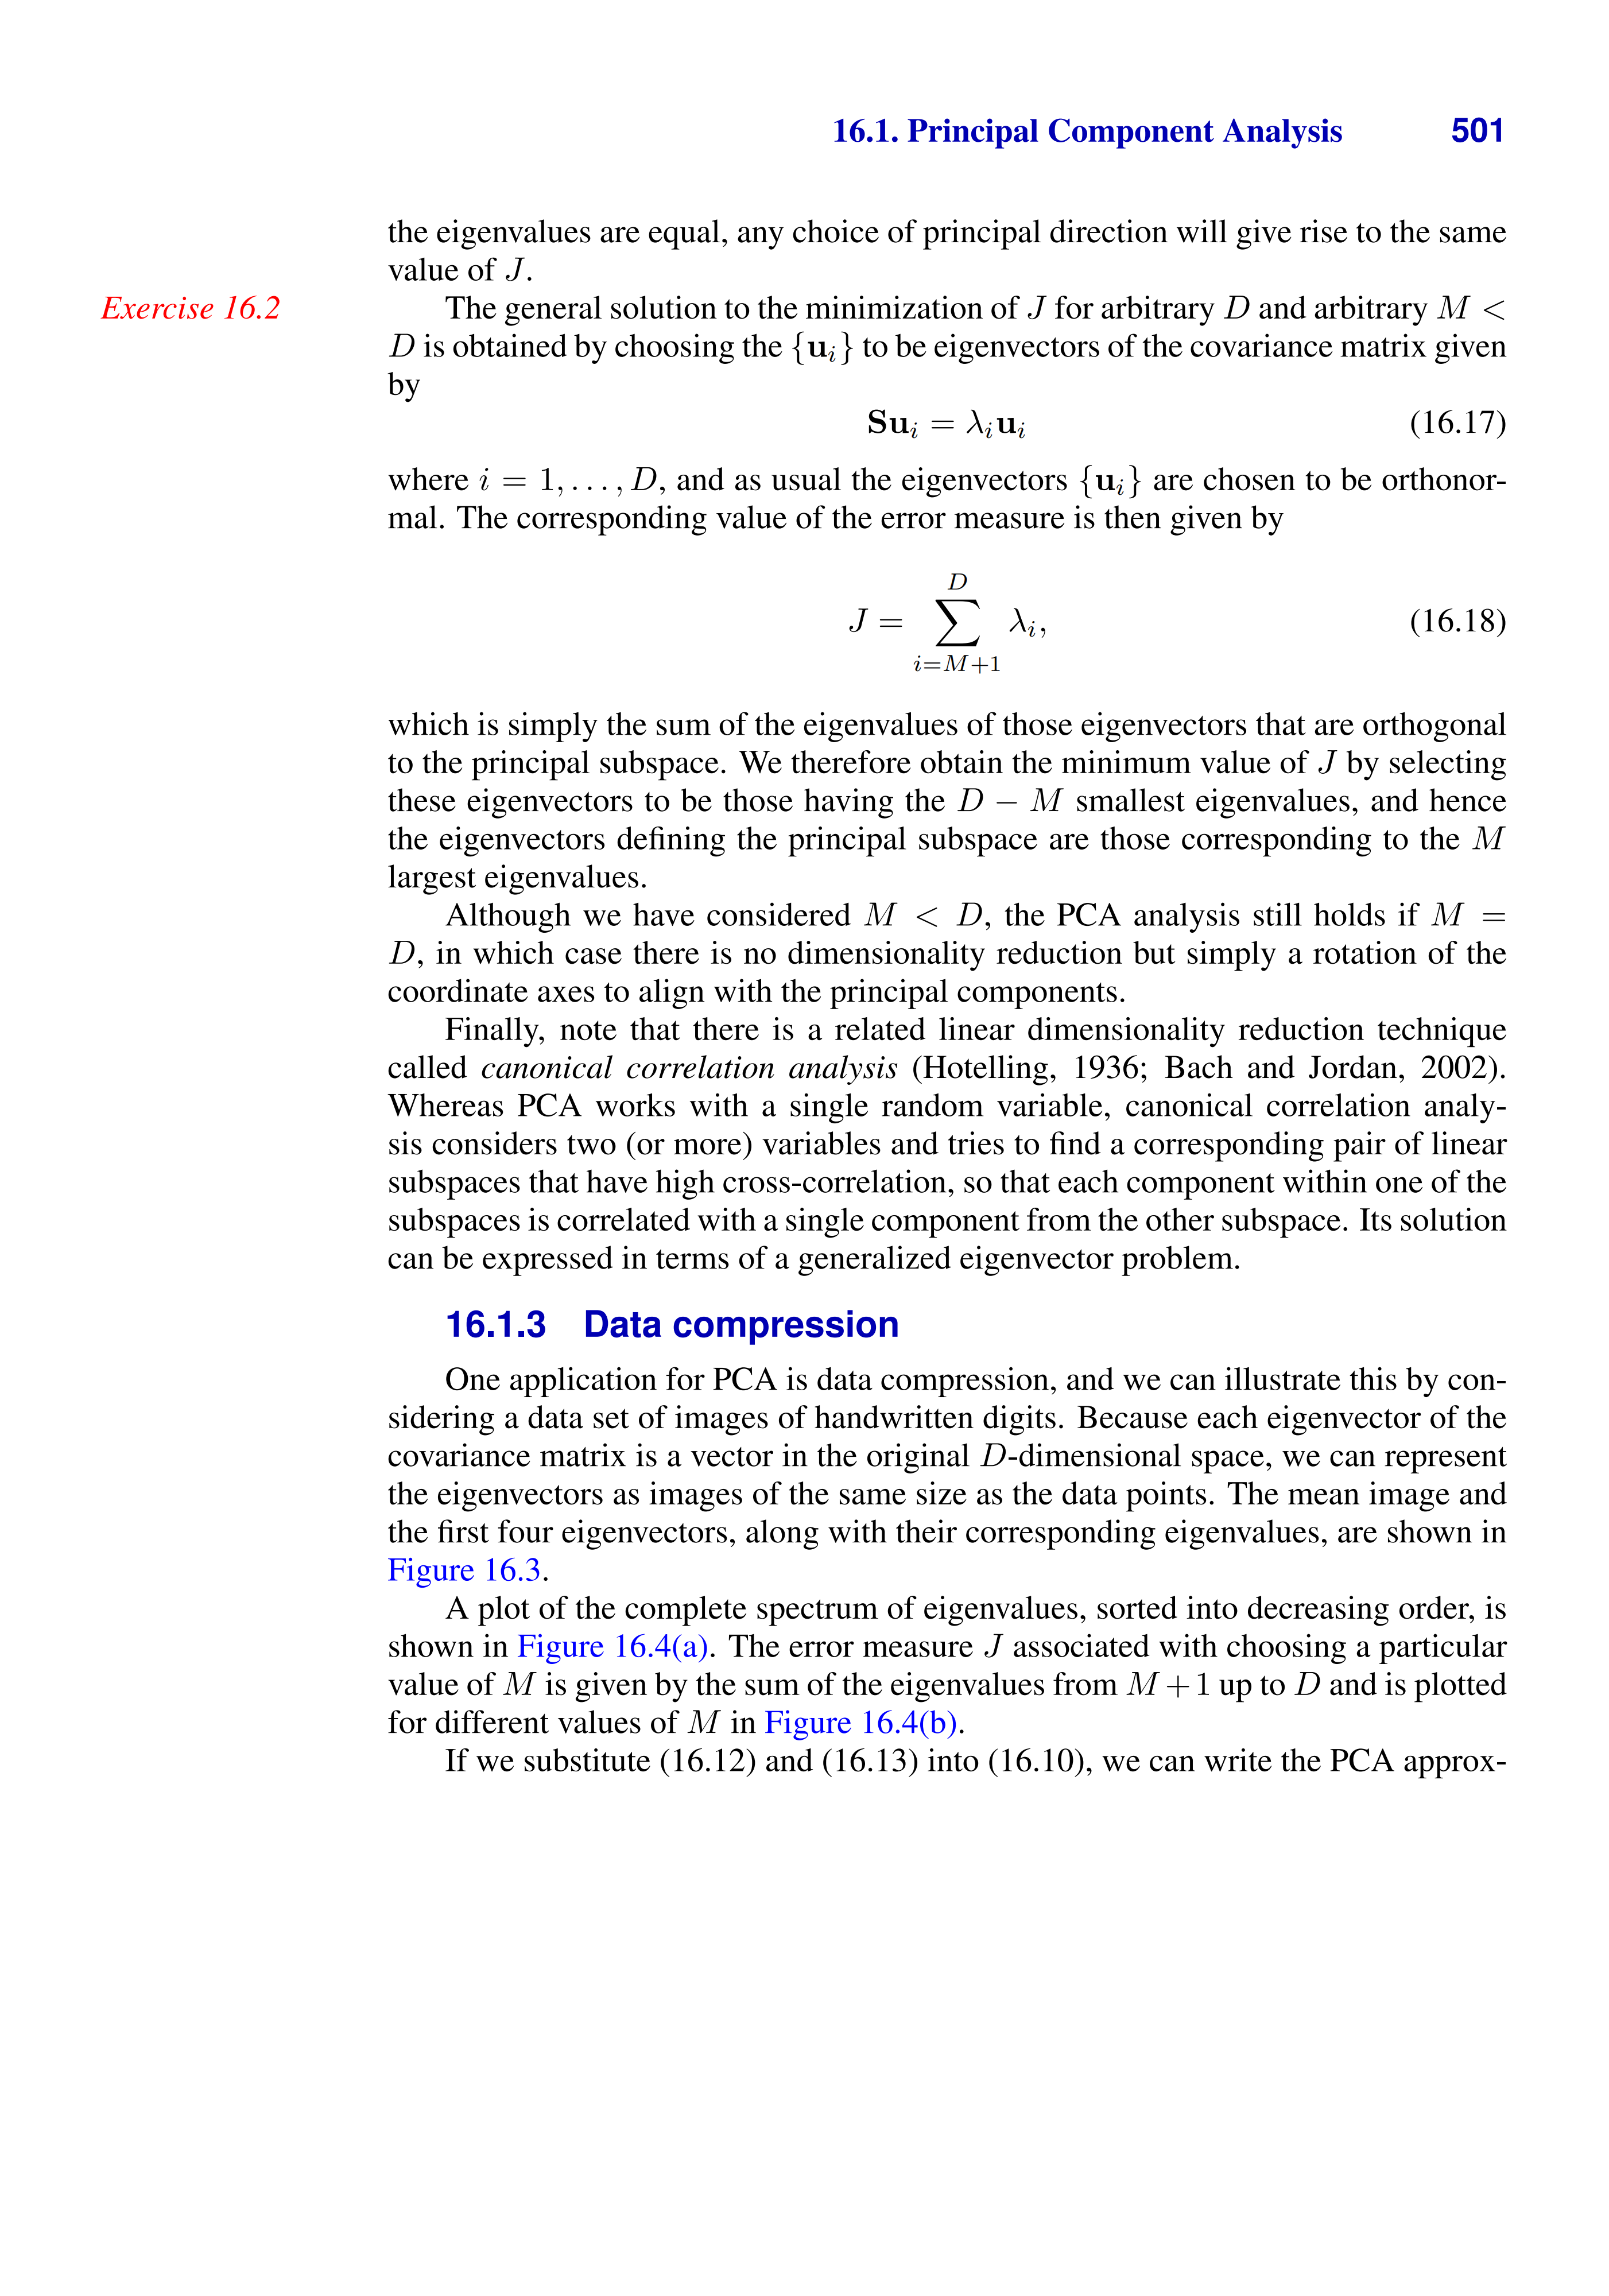 16.1. Principal Component Analysis 501
the eigenvalues are equal, any choice of principal direction will give rise to the same
value of J.
Exercise 16.2
The general solution to the minimization of J for arbitrary D and arbitrary M <
D is obtained by choosing the {u_i} to be eigenvectors of the covariance matrix given
by
Su_i = λ_i u_i (16.17)
where i = 1, . . . , D, and as usual the eigenvectors {u_i} are chosen to be orthonor-
mal. The corresponding value of the error measure is then given by
J = \sum_{i=M+1}^{D} λ_i, (16.18)
which is simply the sum of the eigenvalues of those eigenvectors that are orthogonal
to the principal subspace. We therefore obtain the minimum value of J by selecting
these eigenvectors to be those having the D − M smallest eigenvalues, and hence
the eigenvectors defining the principal subspace are those corresponding to the M
largest eigenvalues.
Although we have considered M < D, the PCA analysis still holds if M =
D, in which case there is no dimensionality reduction but simply a rotation of the
coordinate axes to align with the principal components.
Finally, note that there is a related linear dimensionality reduction technique
called canonical correlation analysis (Hotelling, 1936; Bach and Jordan, 2002).
Whereas PCA works with a single random variable, canonical correlation analy-
sis considers two (or more) variables and tries to find a corresponding pair of linear
subspaces that have high cross-correlation, so that each component within one of the
subspaces is correlated with a single component from the other subspace. Its solution
can be expressed in terms of a generalized eigenvector problem.
16.1.3 Data compression
One application for PCA is data compression, and we can illustrate this by con-
sidering a data set of images of handwritten digits. Because each eigenvector of the
covariance matrix is a vector in the original D-dimensional space, we can represent
the eigenvectors as images of the same size as the data points. The mean image and
the first four eigenvectors, along with their corresponding eigenvalues, are shown in
Figure 16.3.
A plot of the complete spectrum of eigenvalues, sorted into decreasing order, is
shown in Figure 16.4(a). The error measure J associated with choosing a particular
value of M is given by the sum of the eigenvalues from M + 1 up to D and is plotted
for different values of M in Figure 16.4(b).
If we substitute (16.12) and (16.13) into (16.10), we can write the PCA approx-